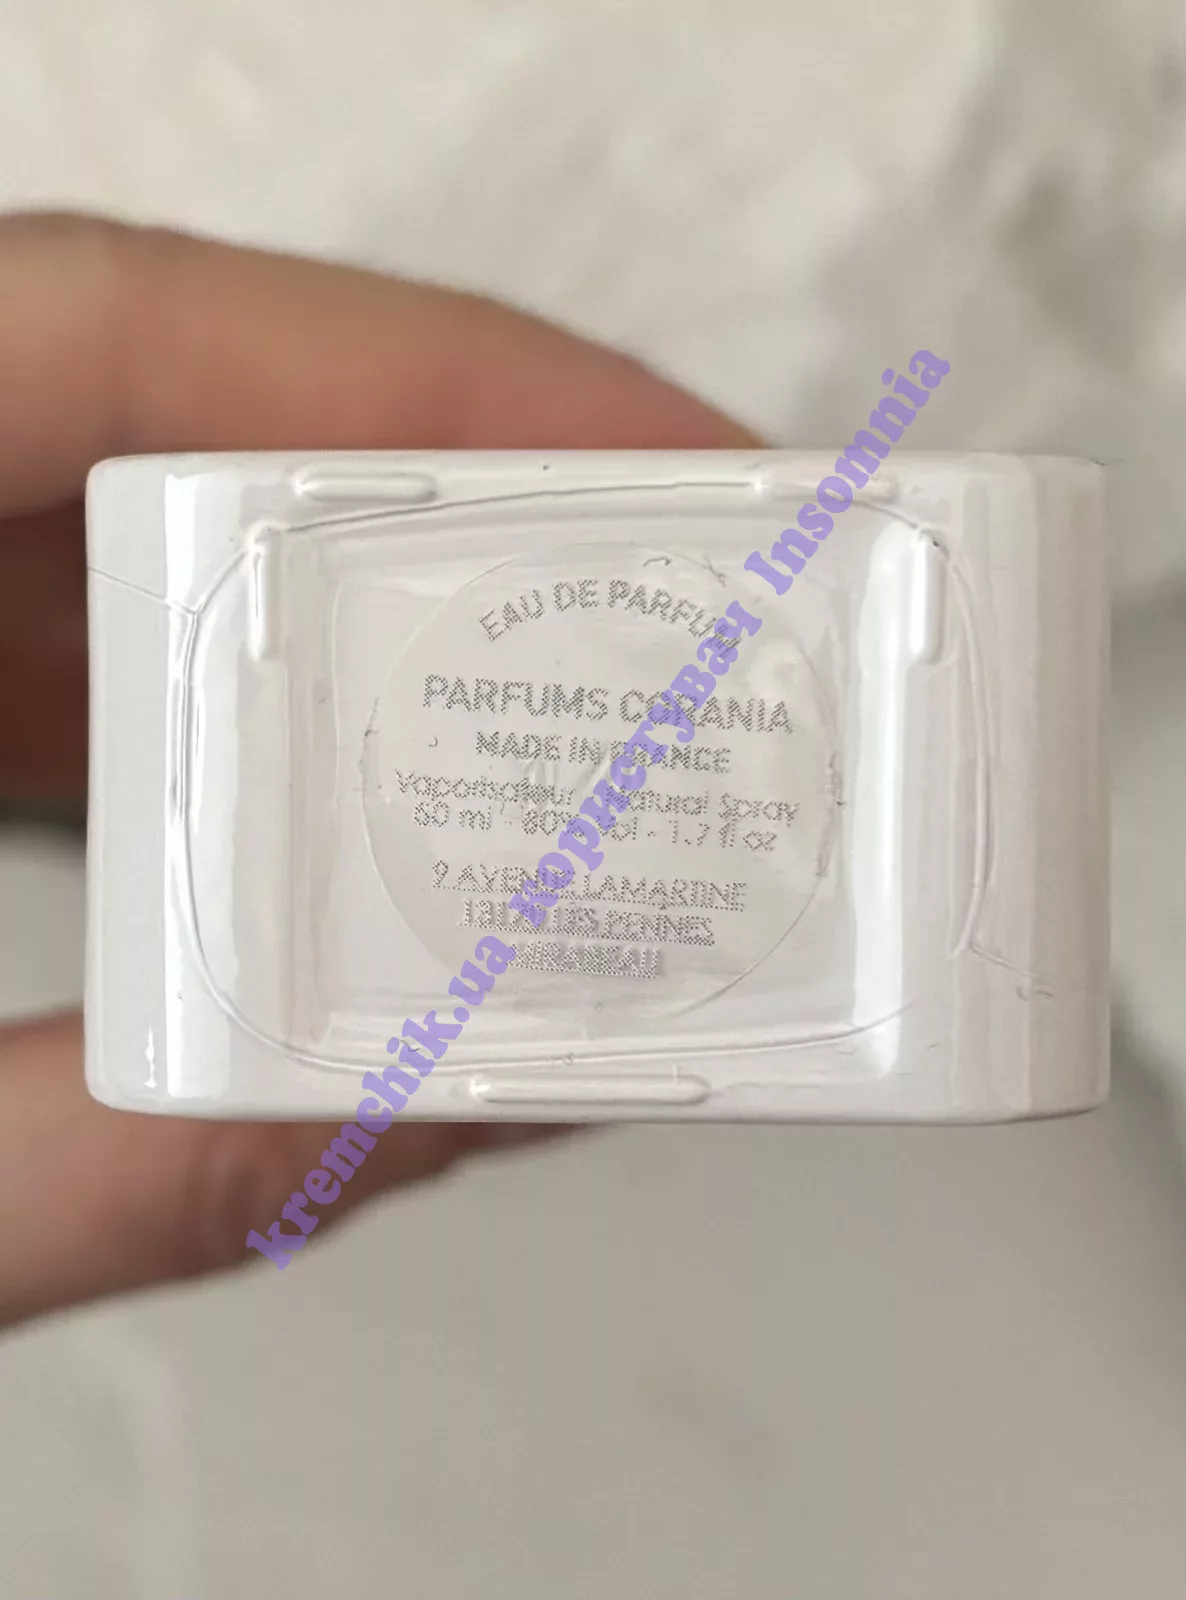 EAU DE PARFUM
PARFUMS CORANIA
MADE IN FRANCE
Vaporisateur Natural Spray
60 ml - 80% vol - 1.7 fl oz
9 AVENUE LAMARTINE
13170 LES PENNES
MIRABEAU
kremchik.ua користувач Insomnia